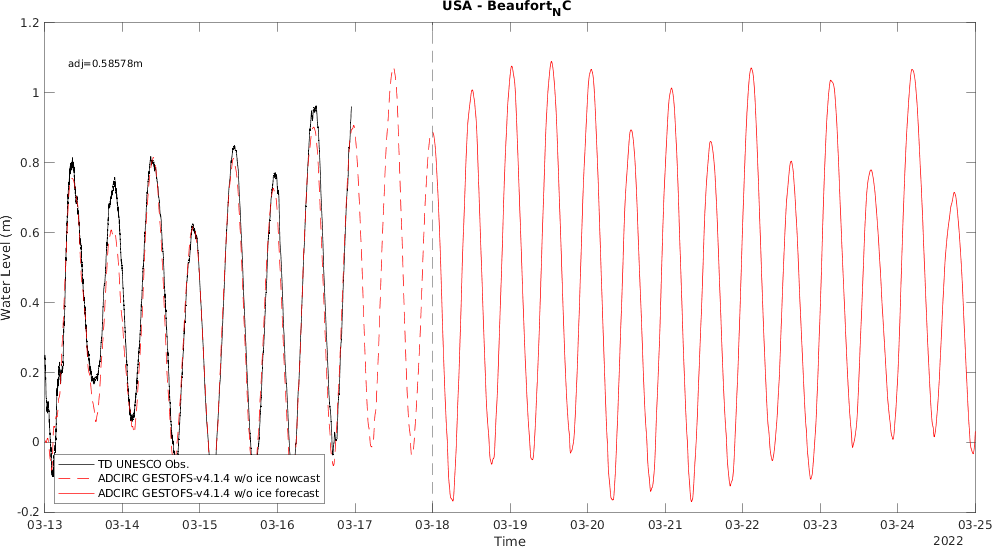 USA - Beaufort_NC
adj=0.58578m
1.2
1
0.8
0.6
0.4
0.2
0
-0.2
Water Level (m)
TD UNESCO Obs.
ADCIRC GESTOFS-v4.1.4 w/o ice nowcast
ADCIRC GESTOFS-v4.1.4 w/o ice forecast
03-13 03-14 03-15 03-16 03-17 03-18 03-19 03-20 03-21 03-22 03-23 03-24 03-25
Time
2022